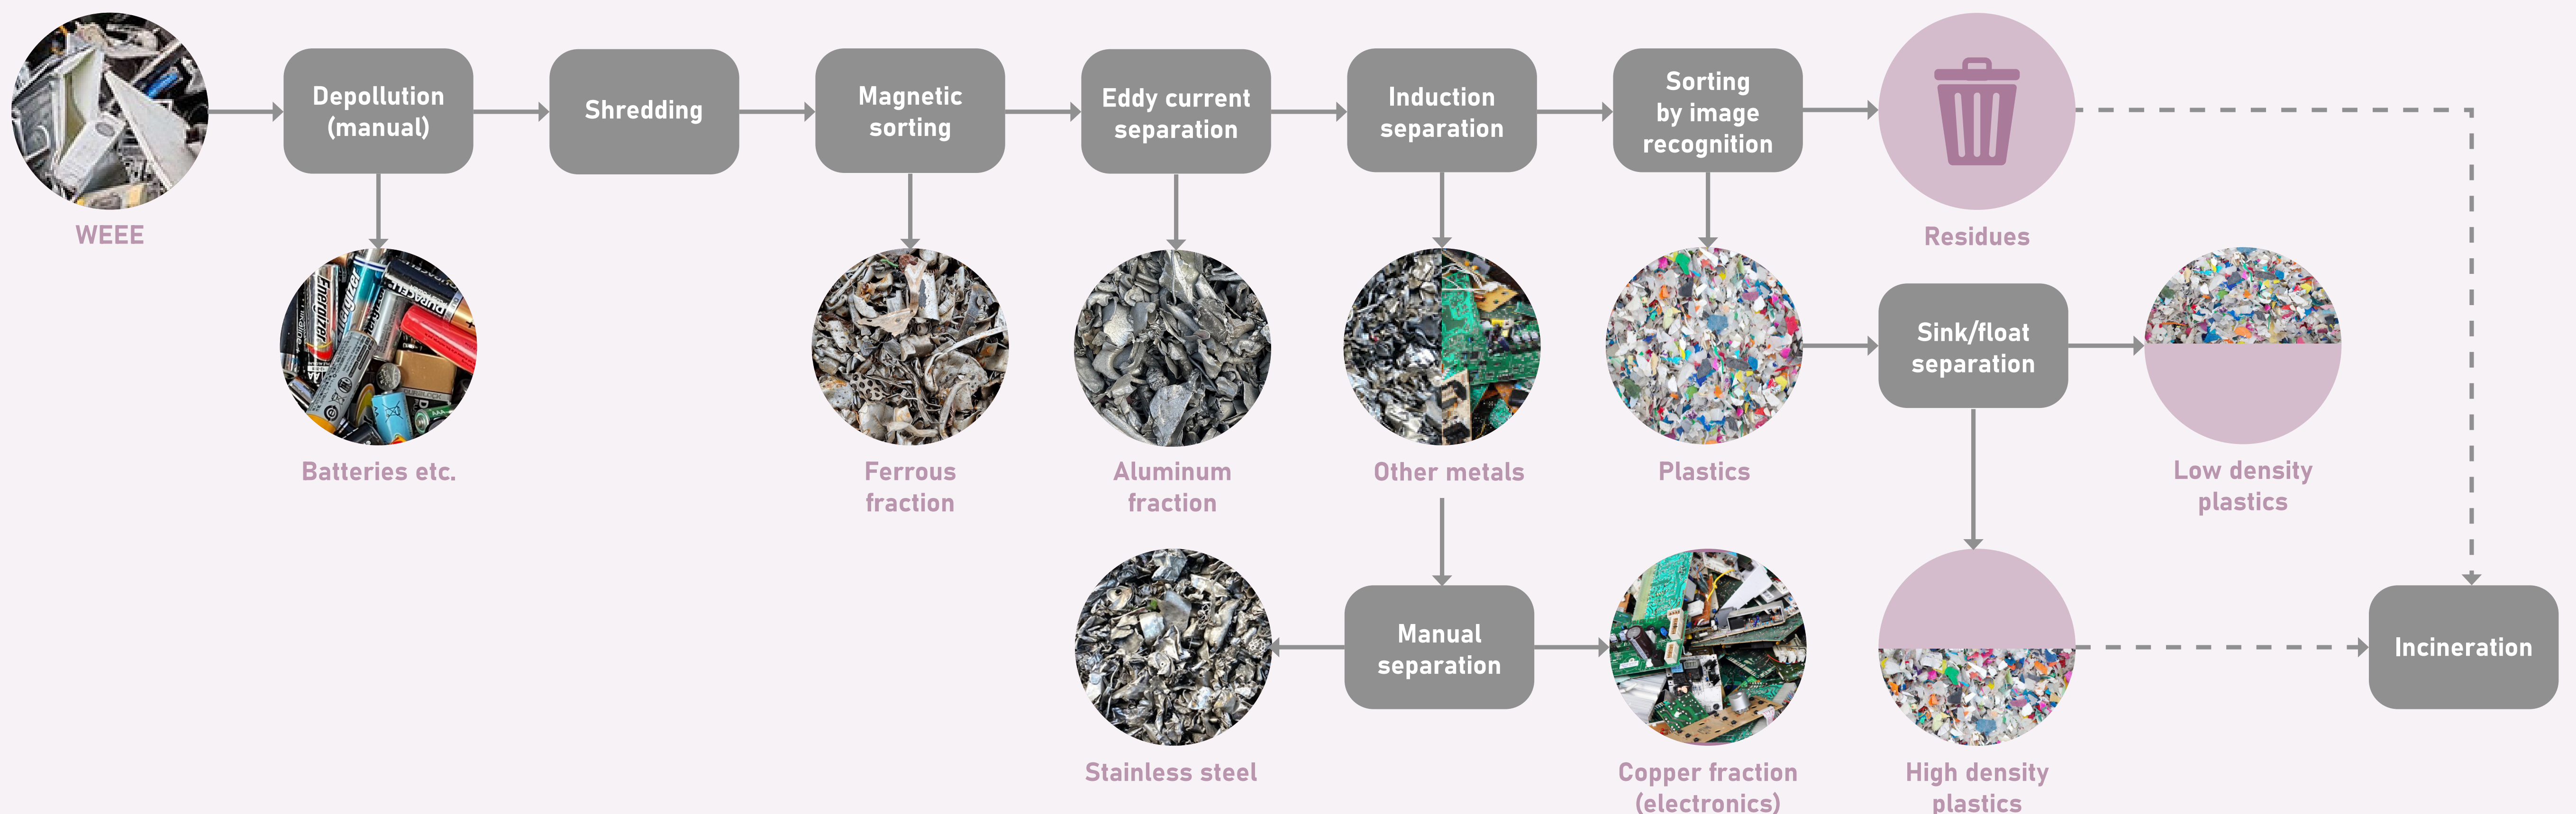 Depollution
(manual)
Shredding
Magnetic
sorting
Eddy current
separation
Induction
separation
Sorting
by image
recognition
WEEE
Residues
Energizer
DURACELL
Sink/float
separation
Batteries etc.
Ferrous
fraction
Aluminum
fraction
Other metals
Plastics
Low density
plastics
Manual
separation
Incineration
Stainless steel
Copper fraction
(electronics)
High density
plastics